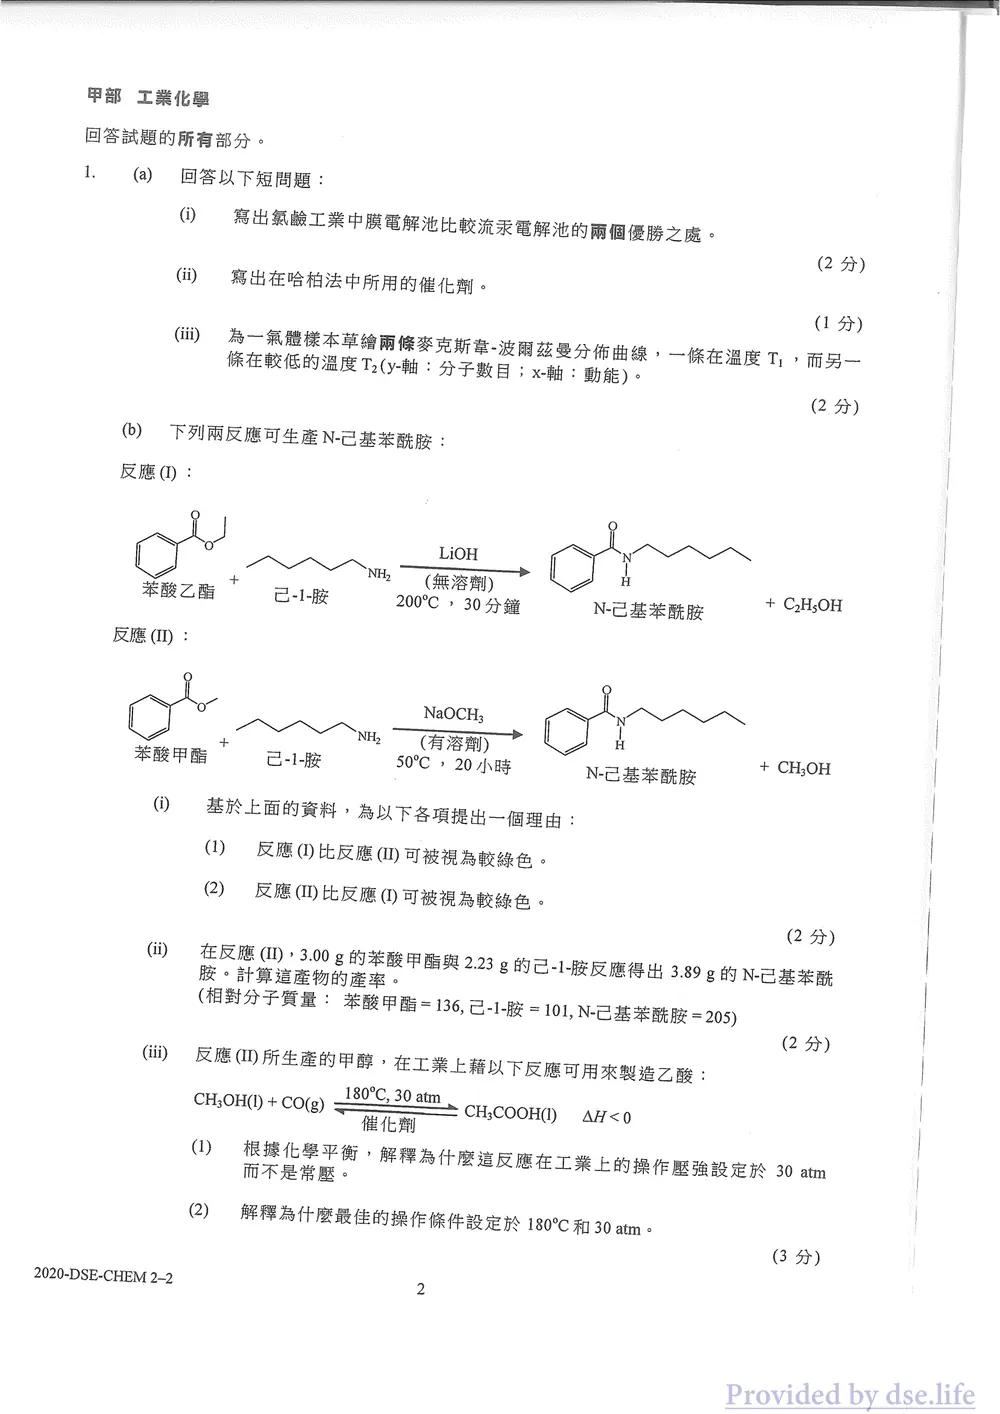 甲部 工業化學
回答試題的所有部分。
1. (a) 回答以下短問題：
(i) 寫出氯鹼工業中膜電解池比較流汞電解池的兩個優勝之處。
(2 分)
(ii) 寫出在哈柏法中所用的催化劑。
(1 分)
(iii) 為一氣體樣本草繪兩條麥克斯韋-波爾茲曼分佈曲線，一條在溫度 T₁，而另一
條在較低的溫度 T₂(y-軸：分子數目；x-軸：動能)。
(2 分)
(b) 下列兩反應可生產 N-己基苯酰胺：
反應 (I)：
O
O
NH₂
LiOH
(無溶劑)
200°C，30 分鐘
O
N
H
苯酸乙酯
+
己-1-胺
N-己基苯酰胺
+ C₂H₅OH
反應 (II)：
O
O
NH₂
NaOCH₃
(有溶劑)
50°C，20 小時
O
N
H
苯酸甲酯
+
己-1-胺
N-己基苯酰胺
+ CH₃OH
(i) 基於上面的資料，為以下各項提出一個理由：
(1) 反應 (I) 比反應 (II) 可被視為較綠色。
(2) 反應 (II) 比反應 (I) 可被視為較綠色。
(2 分)
(ii) 在反應 (II)，3.00 g 的苯酸甲酯與 2.23 g 的己-1-胺反應得出 3.89 g 的 N-己基苯酰
胺。計算這產物的產率。
(相對分子質量： 苯酸甲酯 = 136, 己-1-胺 = 101, N-己基苯酰胺 = 205)
(2 分)
(iii) 反應 (II) 所生產的甲醇，在工業上藉以下反應可用來製造乙酸：
180°C, 30 atm
CH₃OH(l) + CO(g) ⇌ CH₃COOH(l) ΔH < 0
催化劑
(1) 根據化學平衡，解釋為什麼這反應在工業上的操作壓強設定於 30 atm
而不是常壓。
(2) 解釋為什麼最佳的操作條件設定於 180°C 和 30 atm。
(3 分)
2020-DSE-CHEM 2–2
2
Provided by dse.life